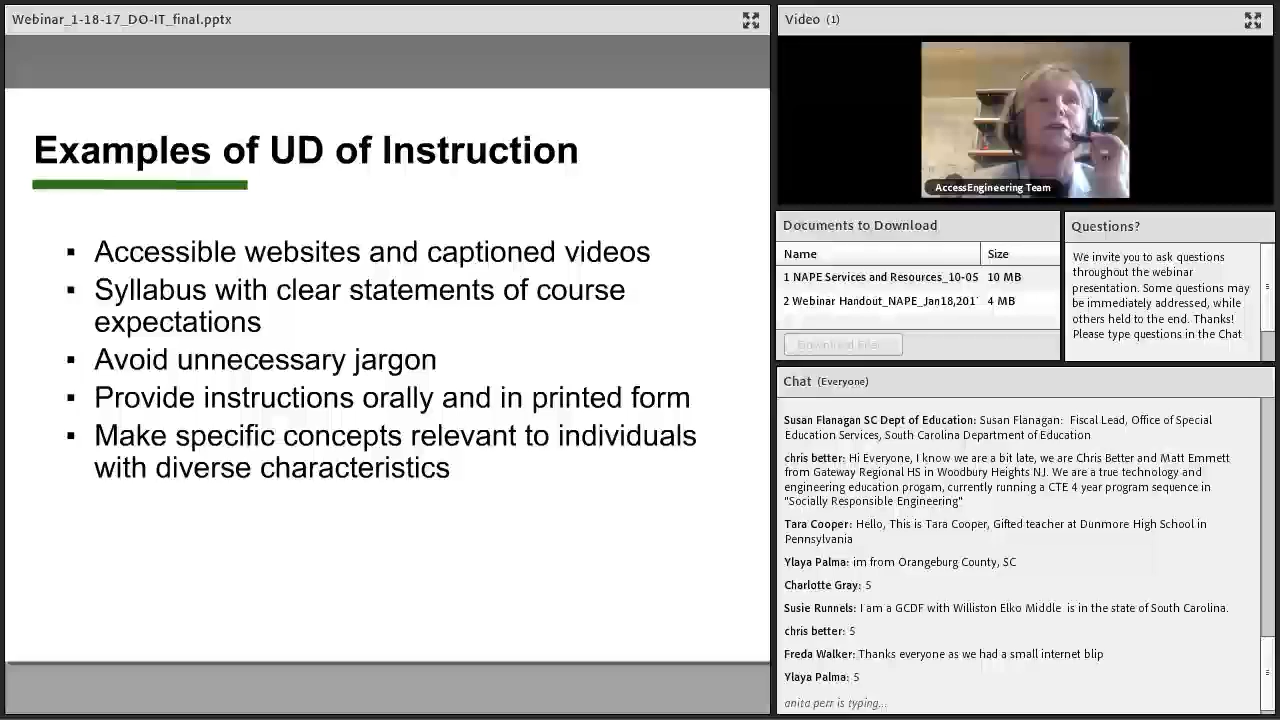 Webinar_1-18-17_DO-IT_final.pptx
Examples of UD of Instruction
▪ Accessible websites and captioned videos
▪ Syllabus with clear statements of course
expectations
▪ Avoid unnecessary jargon
▪ Provide instructions orally and in printed form
▪ Make specific concepts relevant to individuals
with diverse characteristics
Video (1)
AccessEngineering Team
Documents to Download
Name Size
1 NAPE Services and Resources_10-05 10 MB
2 Webinar Handout_NAPE_Jan18,201 4 MB
Download File
Questions?
We invite you to ask questions
throughout the webinar
presentation. Some questions may
be immediately addressed, while
others held to the end. Thanks!
Please type questions in the Chat
Chat (Everyone)
Susan Flanagan SC Dept of Education: Susan Flanagan: Fiscal Lead, Office of Special
Education Services, South Carolina Department of Education
chris better: Hi Everyone, I know we are a bit late, we are Chris Better and Matt Emmett
from Gateway Regional HS in Woodbury Heights NJ. We are a true technology and
engineering education progam, currently running a CTE 4 year program sequence in
"Socially Responsible Engineering"
Tara Cooper: Hello, This is Tara Cooper, Gifted teacher at Dunmore High School in
Pennsylvania
Ylaya Palma: im from Orangeburg County, SC
Charlotte Gray: 5
Susie Runnels: I am a GCDF with Williston Elko Middle is in the state of South Carolina.
chris better: 5
Freda Walker: Thanks everyone as we had a small internet blip
Ylaya Palma: 5
anita perr is typing...